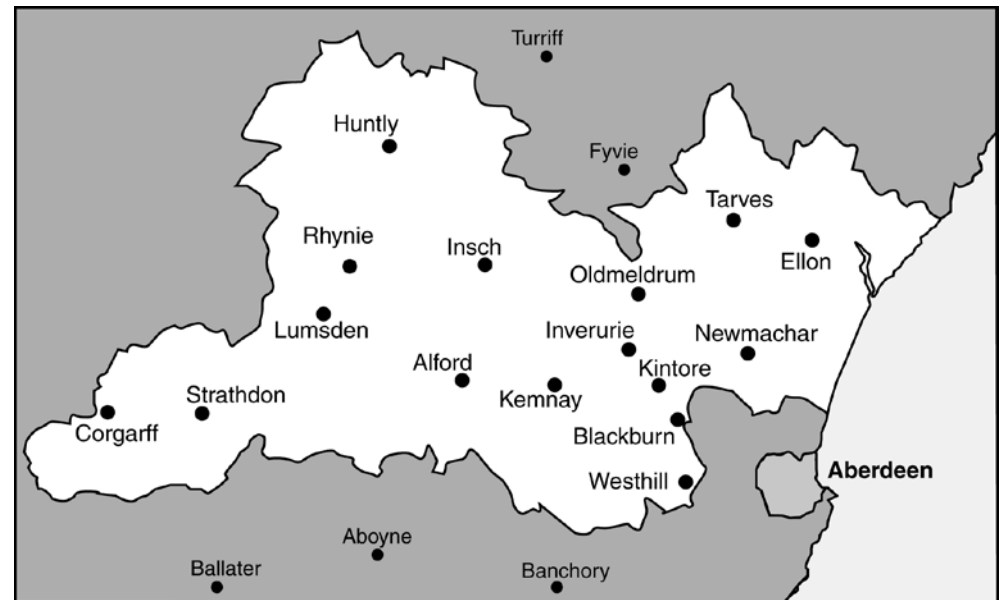 Turriff
Huntly
Fyvie
Tarves
Rhynie
Insch
Ellon
Oldmeldrum
Lumsden
Inverurie
Newmachar
Alford
Kintore
Strathdon
Kemnay
Corgarff
Blackburn
Aberdeen
Westhill
Aboyne
Ballater
Banchory